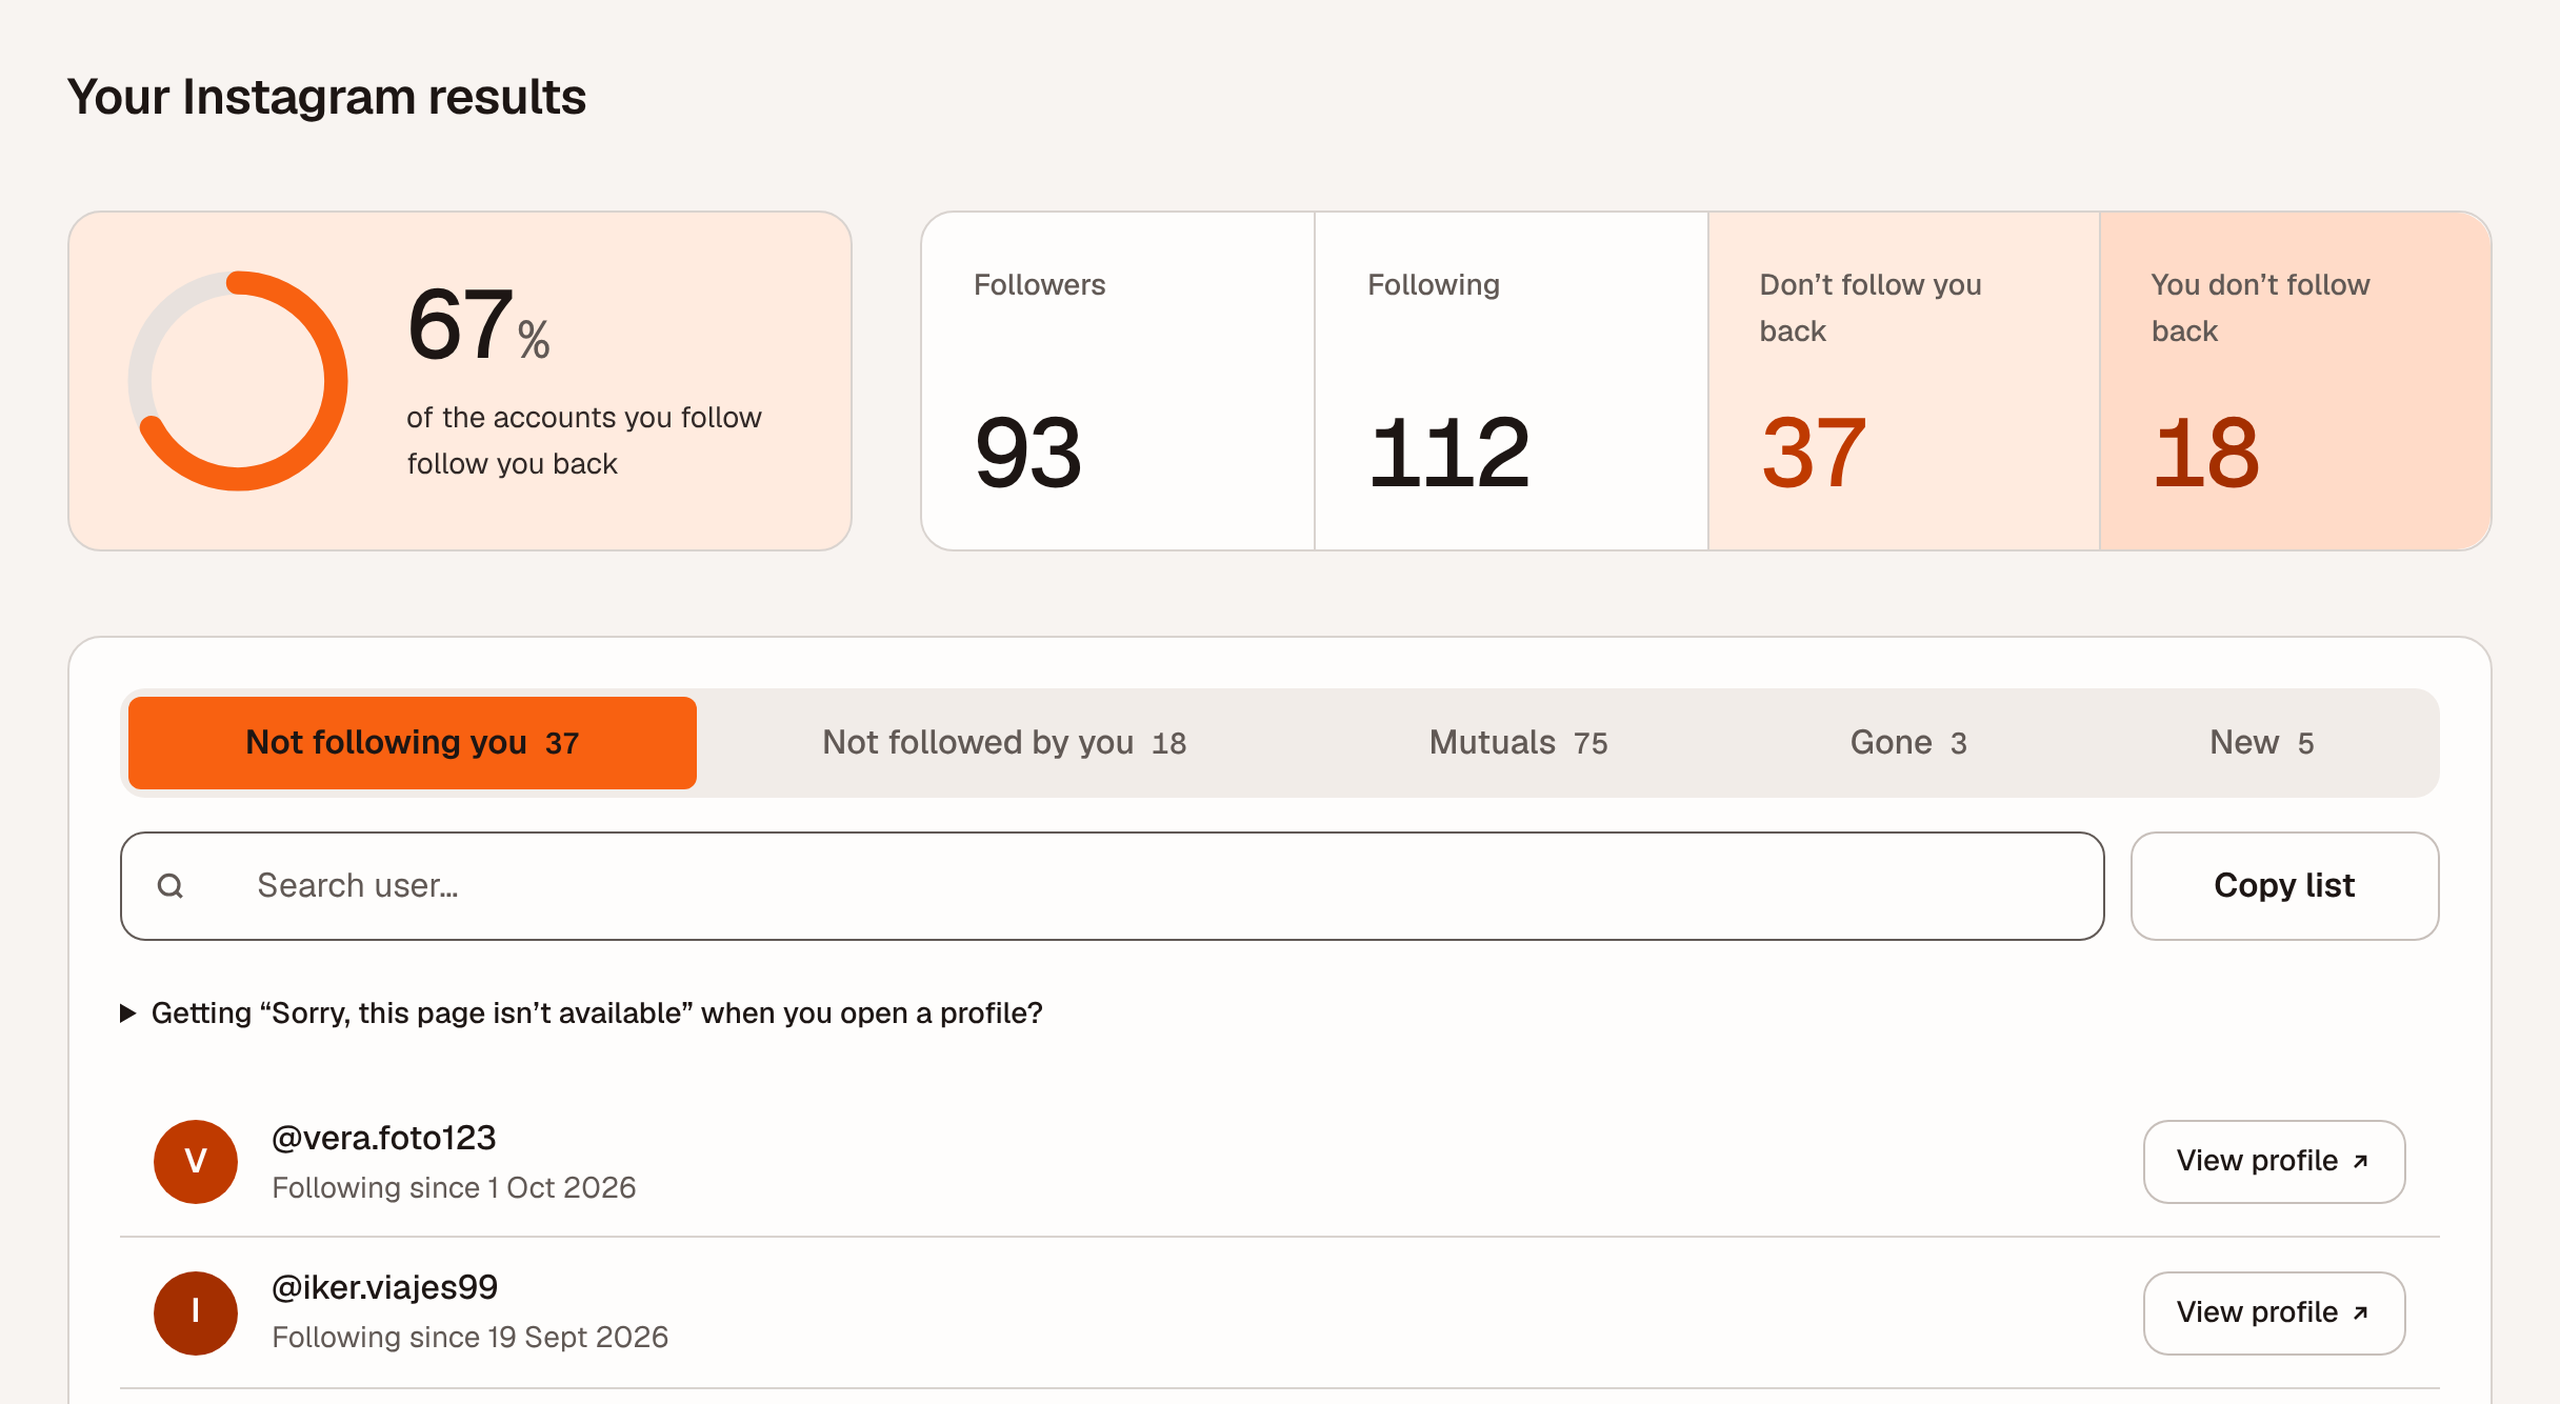 Your Instagram results
67%
of the accounts you follow
follow you back
Followers
93
Following
112
Don’t follow you
back
37
You don’t follow
back
18
Not following you 37
Not followed by you 18
Mutuals 75
Gone 3
New 5
Search user...
Copy list
Getting “Sorry, this page isn’t available” when you open a profile?
V
@vera.foto123
Following since 1 Oct 2026
View profile ↗
I
@iker.viajes99
Following since 19 Sept 2026
View profile ↗